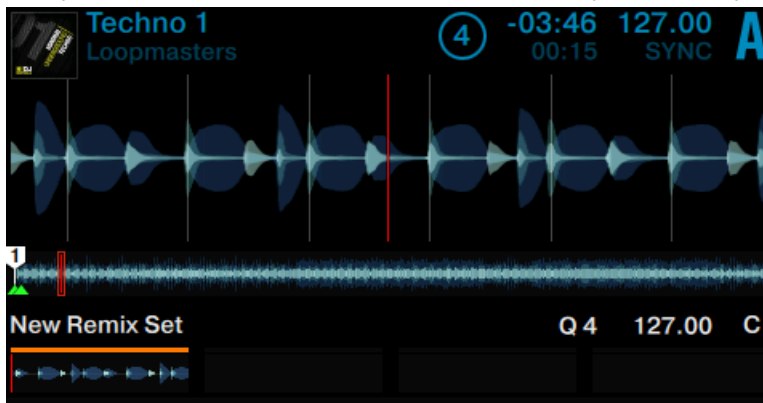 Techno 1
Loopmasters
4
-03:46
00:15
127.00
SYNC
A
1
New Remix Set
Q 4
127.00
C